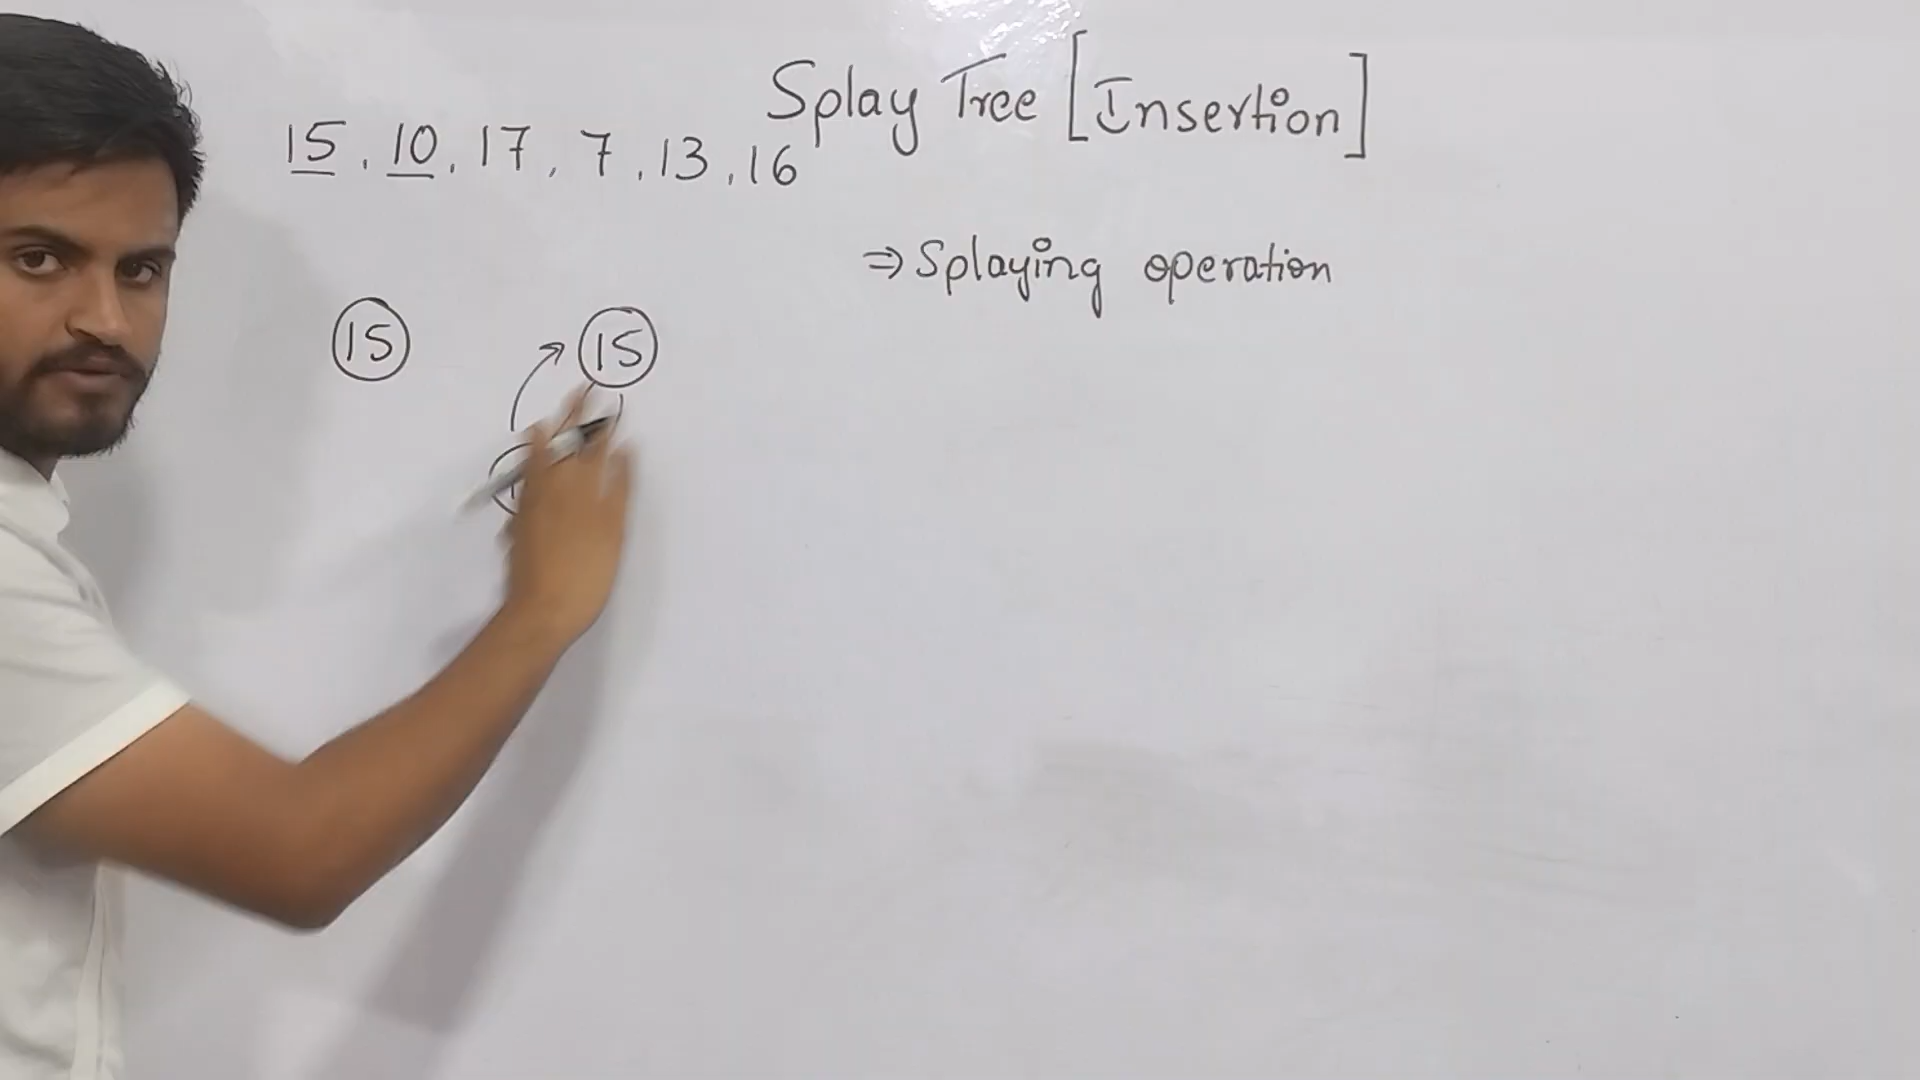 Splay Tree [Insertion]
15, 10, 17, 7, 13, 16
⇒ Splaying operation
15 15